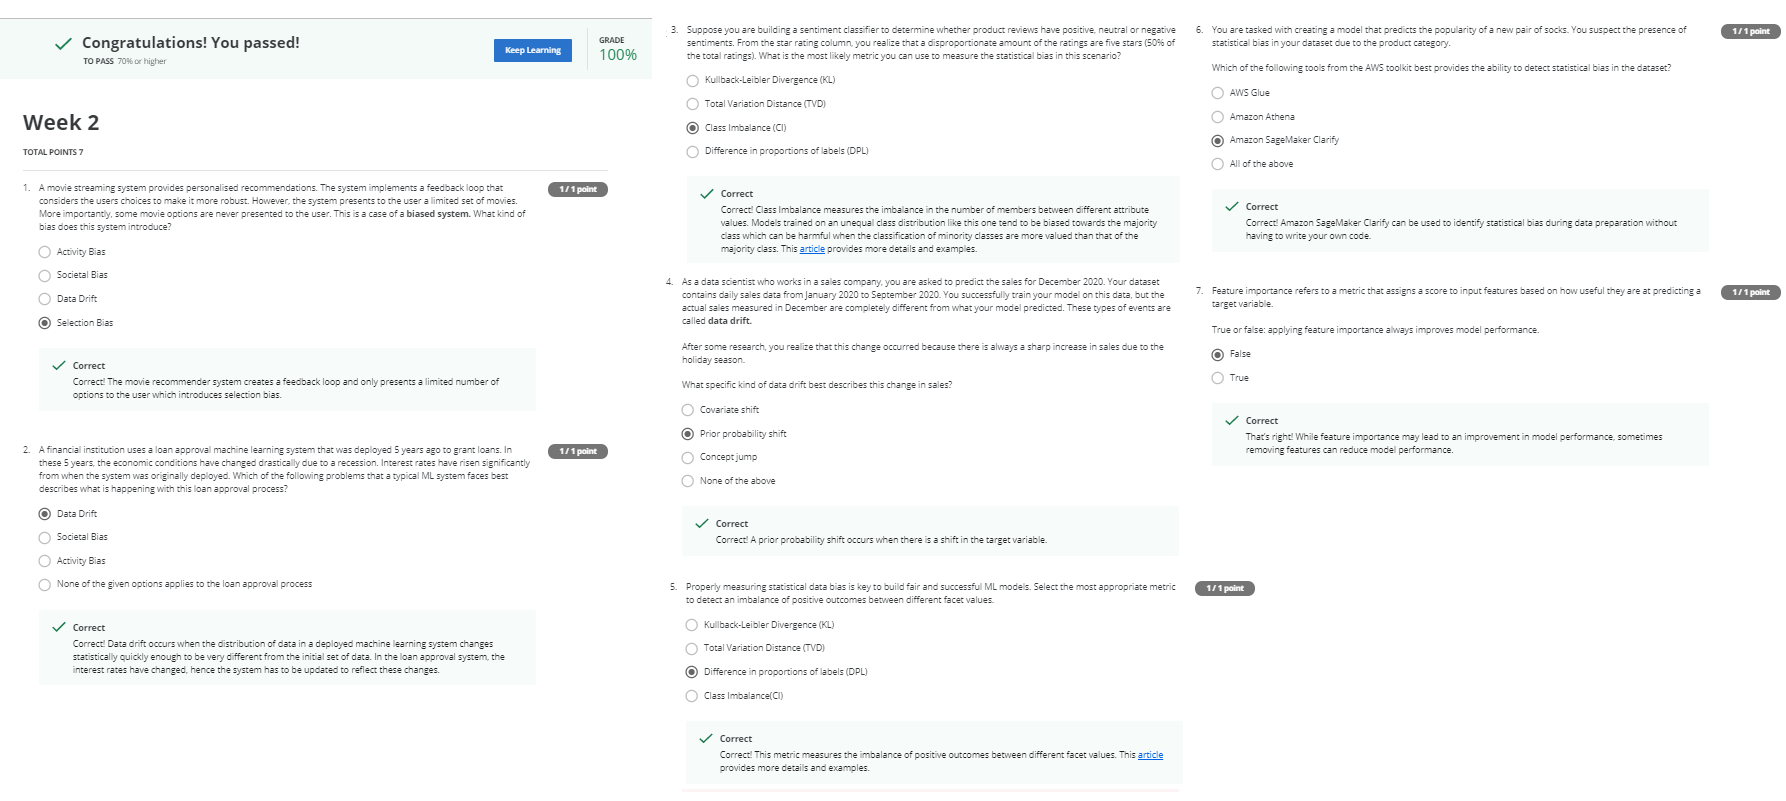 Congratulations! You passed!
TO PASS 70% or higher
Keep Learning
GRADE
100%
Week 2
TOTAL POINTS 7
1. A movie streaming system provides personalised recommendations. The system implements a feedback loop that
considers the users choices to make it more robust. However, the system presents to the user a limited set of movies.
More importantly, some movie options are never presented to the user. This is a case of a biased system. What kind of
bias does this system introduce?
1 / 1 point
Activity Bias
Societal Bias
Data Drift
Selection Bias
Correct
Correct! The movie recommender system creates a feedback loop and only presents a limited number of
options to the user which introduces selection bias.
2. A financial institution uses a loan approval machine learning system that was deployed 5 years ago to grant loans. In
these 5 years, the economic conditions have changed drastically due to a recession. Interest rates have risen significantly
from when the system was originally deployed. Which of the following problems that a typical ML system faces best
describes what is happening with this loan approval process?
1 / 1 point
Data Drift
Societal Bias
Activity Bias
None of the given options applies to the loan approval process
Correct
Correct! Data drift occurs when the distribution of data in a deployed machine learning system changes
statistically quickly enough to be very different from the initial set of data. In the loan approval system, the
interest rates have changed, hence the system has to be updated to reflect these changes.
3. Suppose you are building a sentiment classifier to determine whether product reviews have positive, neutral or negative
sentiments. From the star rating column, you realize that a disproportionate amount of the ratings are five stars (50% of
the total ratings). What is the most likely metric you can use to measure the statistical bias in this scenario?
Kullback-Leibler Divergence (KL)
Total Variation Distance (TVD)
Class Imbalance (CI)
Difference in proportions of labels (DPL)
Correct
Correct! Class Imbalance measures the imbalance in the number of members between different attribute
values. Models trained on an unequal class distribution like this one tend to be biased towards the majority
class which can be harmful when the classification of minority classes are more valued than that of the
majority class. This article provides more details and examples.
4. As a data scientist who works in a sales company, you are asked to predict the sales for December 2020. Your dataset
contains daily sales data from January 2020 to September 2020. You successfully train your model on this data, but the
actual sales measured in December are completely different from what your model predicted. These types of events are
called data drift.
After some research, you realize that this change occurred because there is always a sharp increase in sales due to the
holiday season.
What specific kind of data drift best describes this change in sales?
Covariate shift
Prior probability shift
Concept jump
None of the above
Correct
Correct! A prior probability shift occurs when there is a shift in the target variable.
5. Properly measuring statistical data bias is key to build fair and successful ML models. Select the most appropriate metric
to detect an imbalance of positive outcomes between different facet values.
1 / 1 point
Kullback-Leibler Divergence (KL)
Total Variation Distance (TVD)
Difference in proportions of labels (DPL)
Class Imbalance(CI)
Correct
Correct! This metric measures the imbalance of positive outcomes between different facet values. This article
provides more details and examples.
6. You are tasked with creating a model that predicts the popularity of a new pair of socks. You suspect the presence of
statistical bias in your dataset due to the product category.
1 / 1 point
Which of the following tools from the AWS toolkit best provides the ability to detect statistical bias in the dataset?
AWS Glue
Amazon Athena
Amazon SageMaker Clarify
All of the above
Correct
Correct! Amazon SageMaker Clarify can be used to identify statistical bias during data preparation without
having to write your own code.
7. Feature importance refers to a metric that assigns a score to input features based on how useful they are at predicting a
target variable.
1 / 1 point
True or false: applying feature importance always improves model performance.
False
True
Correct
That's right! While feature importance may lead to an improvement in model performance, sometimes
removing features can reduce model performance.